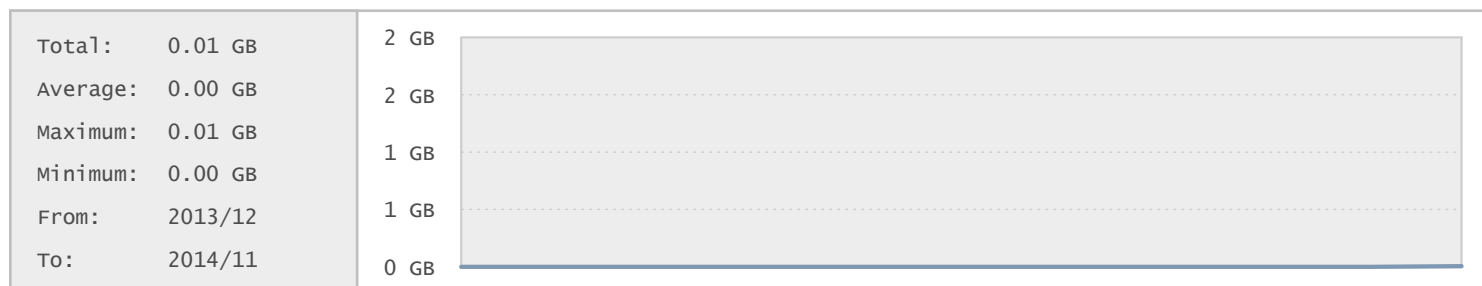 Total: 0.01 GB
Average: 0.00 GB
Maximum: 0.01 GB
Minimum: 0.00 GB
From: 2013/12
To: 2014/11
2 GB
2 GB
1 GB
1 GB
0 GB